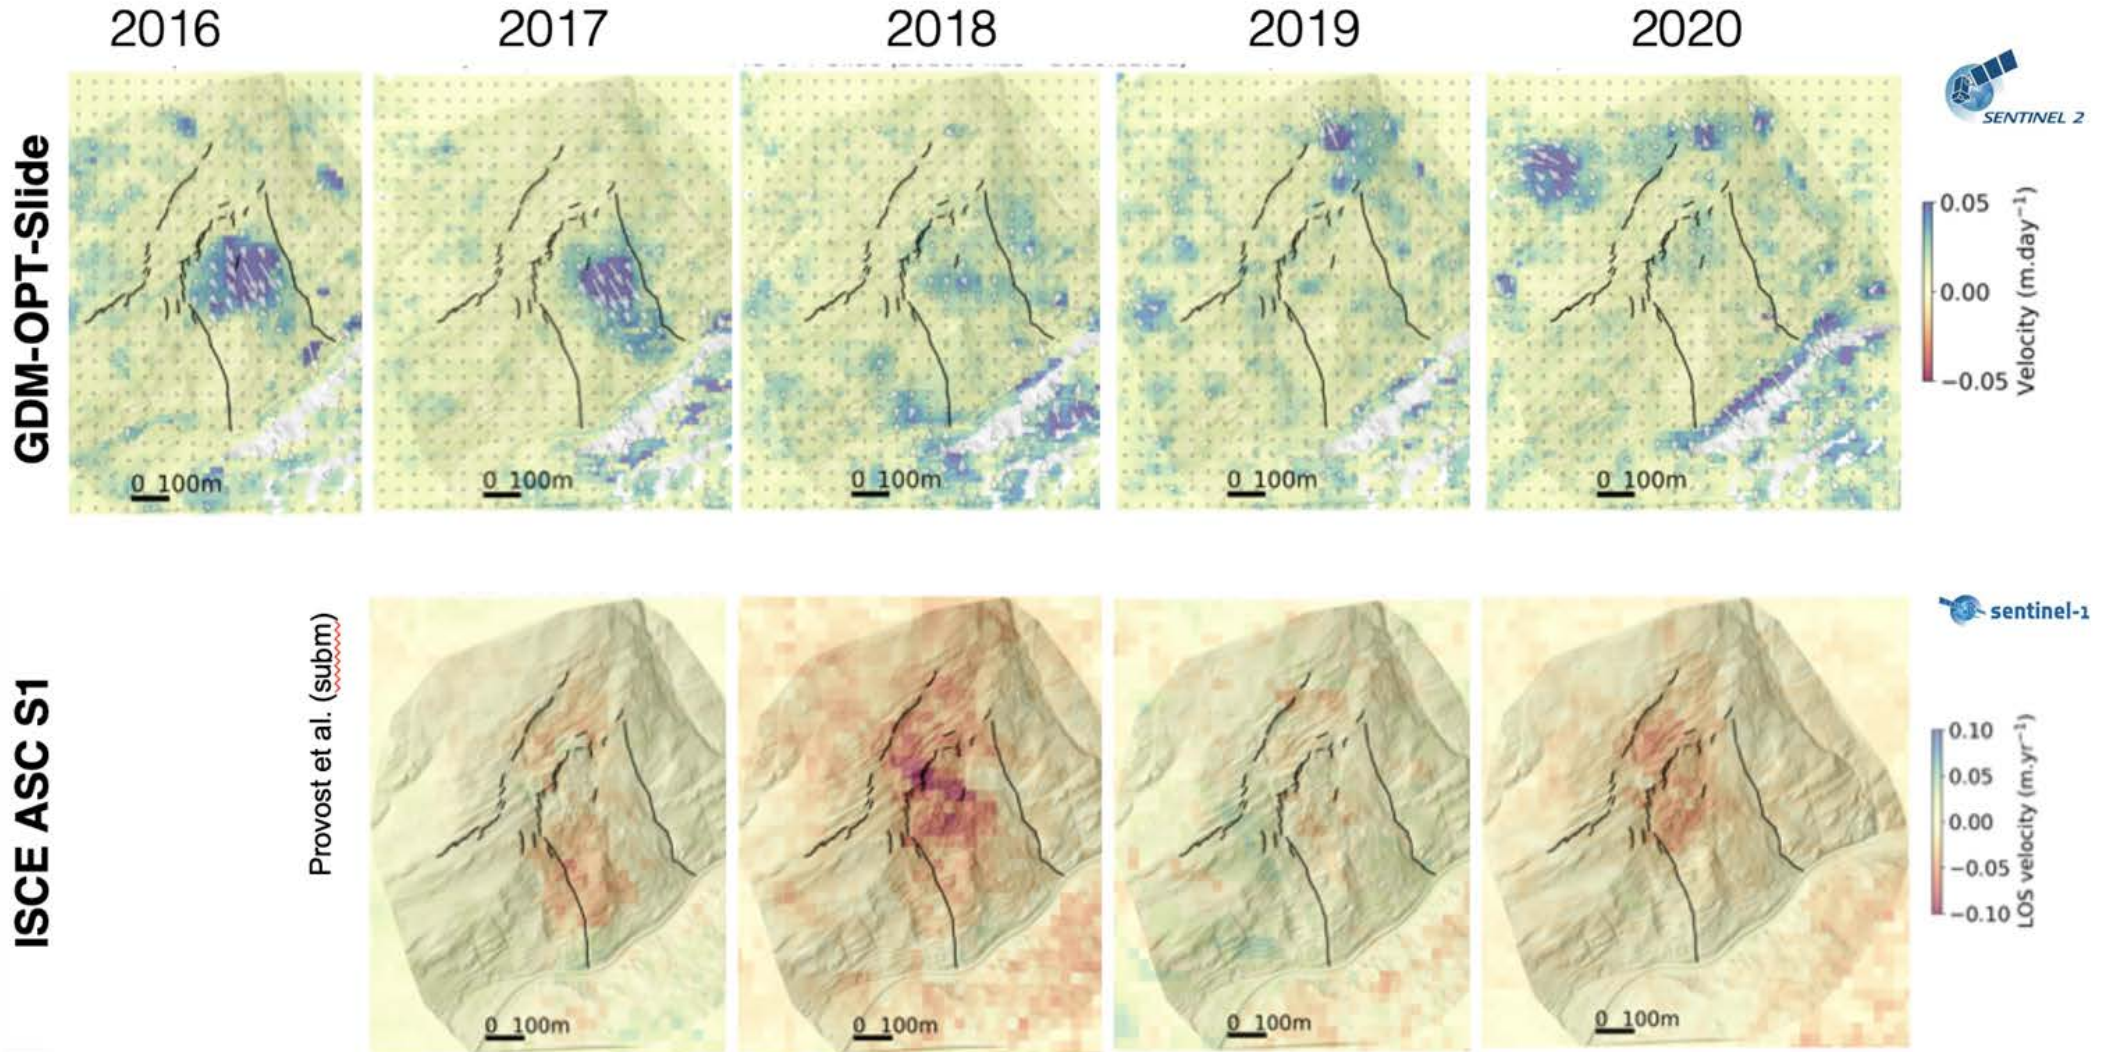 2016 2017 2018 2019 2020
GDM-OPT-Slide
0 100m
0 100m
0 100m
0 100m
0 100m
SENTINEL 2
0.05
0.00
−0.05
Velocity (m.day⁻¹)
ISCE ASC S1
Provost et al. (subm)
0 100m
0 100m
0 100m
0 100m
sentinel-1
0.10
0.05
0.00
−0.05
−0.10
LOS velocity (m.yr⁻¹)